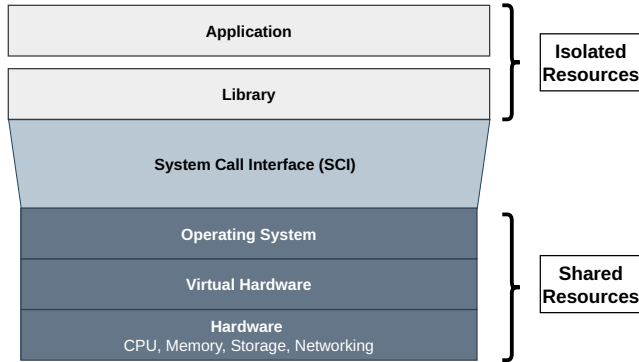 Application
Isolated
Resources
Library
System Call Interface (SCI)
Operating System
Virtual Hardware
Shared
Resources
Hardware
CPU, Memory, Storage, Networking